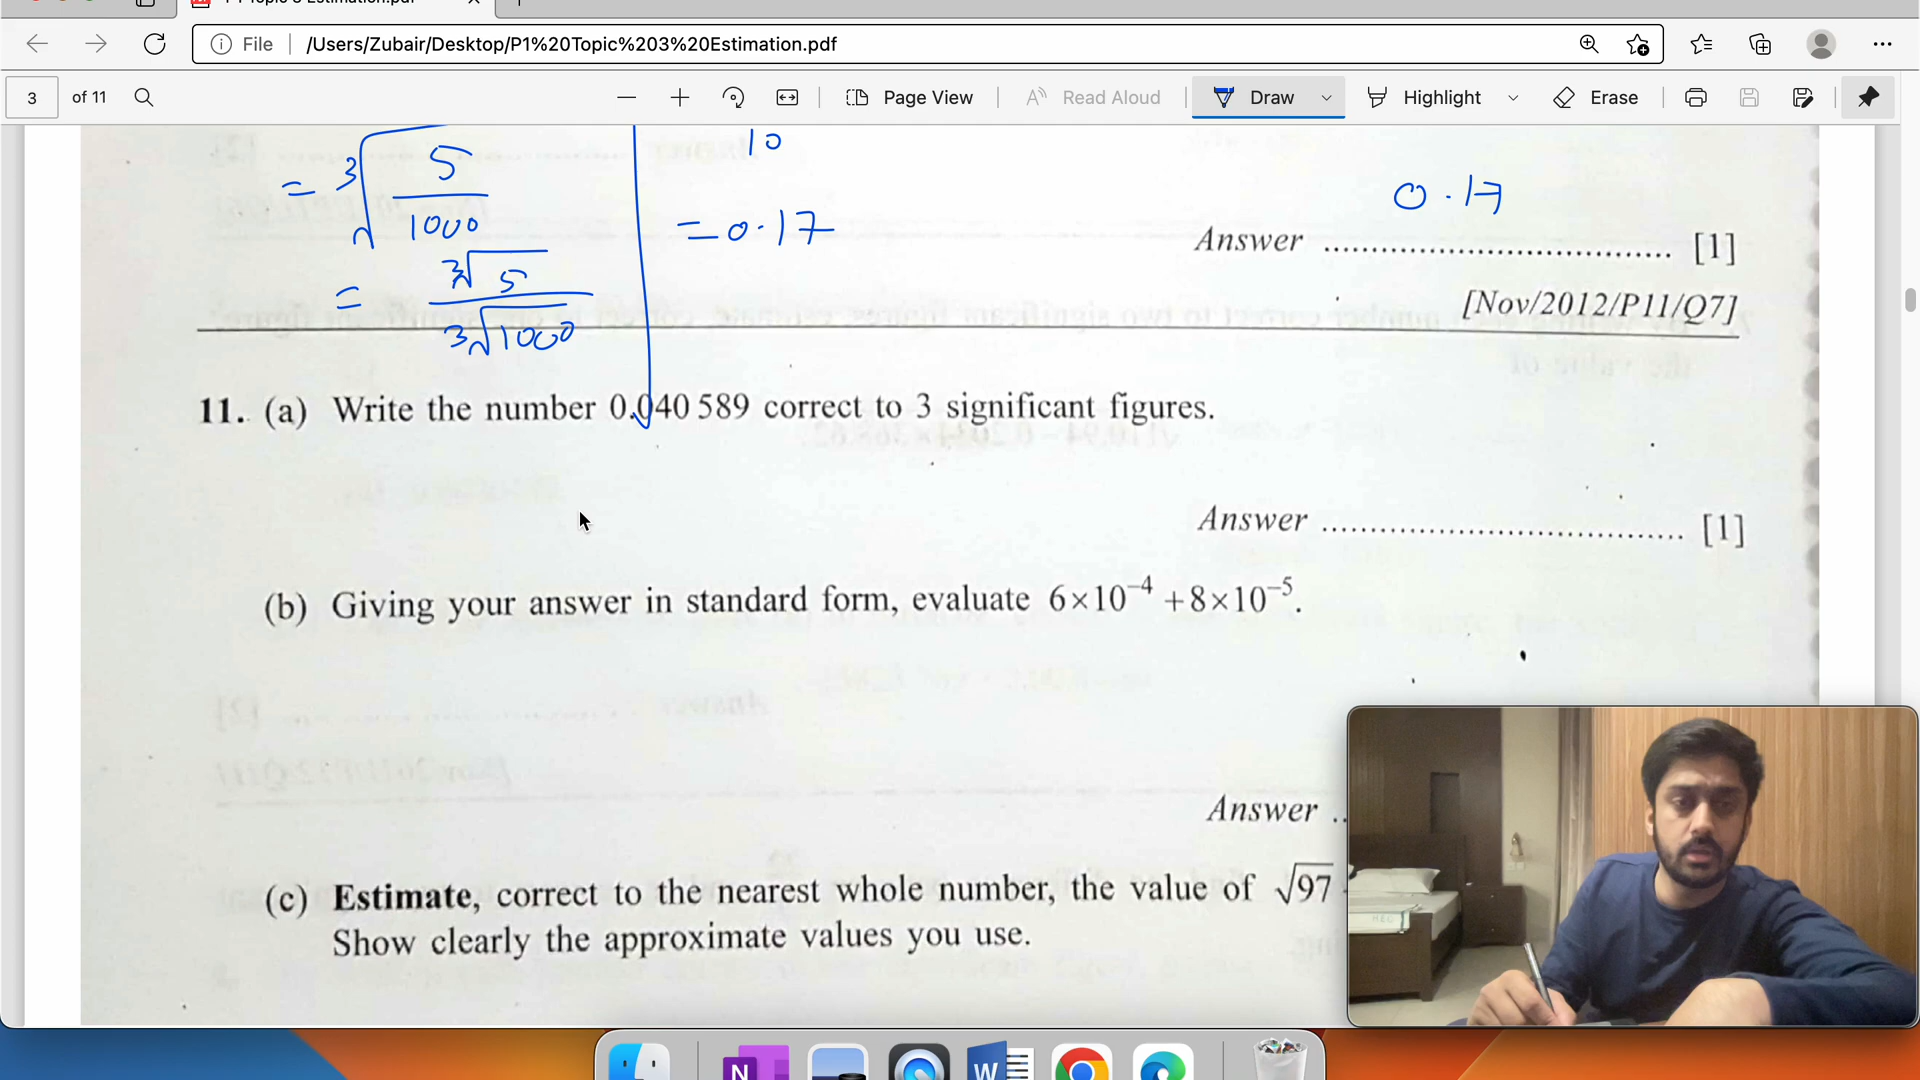 File /Users/Zubair/Desktop/P1%20Topic%203%20Estimation.pdf
3 of 11 Page View Read Aloud Draw Highlight Erase
= ∛(5/1000)
10
= 0.17
0.17
Answer .................................... [1]
= ∛5/∛1000
[Nov/2012/P11/Q7]
11. (a) Write the number 0.040 589 correct to 3 significant figures.
Answer .................................... [1]
(b) Giving your answer in standard form, evaluate 6×10⁻⁴ +8×10⁻⁵.
Answer ..
(c) Estimate, correct to the nearest whole number, the value of √97
Show clearly the approximate values you use.
N
W